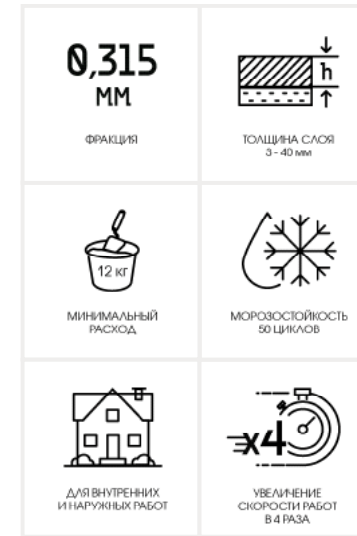 0,315
ММ
ФРАКЦИЯ
h
ТОЛЩИНА СЛОЯ
3 - 40 мм
12 кг
МИНИМАЛЬНЫЙ
РАСХОД
МОРОЗОСТОЙКОСТЬ
50 ЦИКЛОВ
ДЛЯ ВНУТРЕННИХ
И НАРУЖНЫХ РАБОТ
x4
УВЕЛИЧЕНИЕ
СКОРОСТИ РАБОТ
В 4 РАЗА